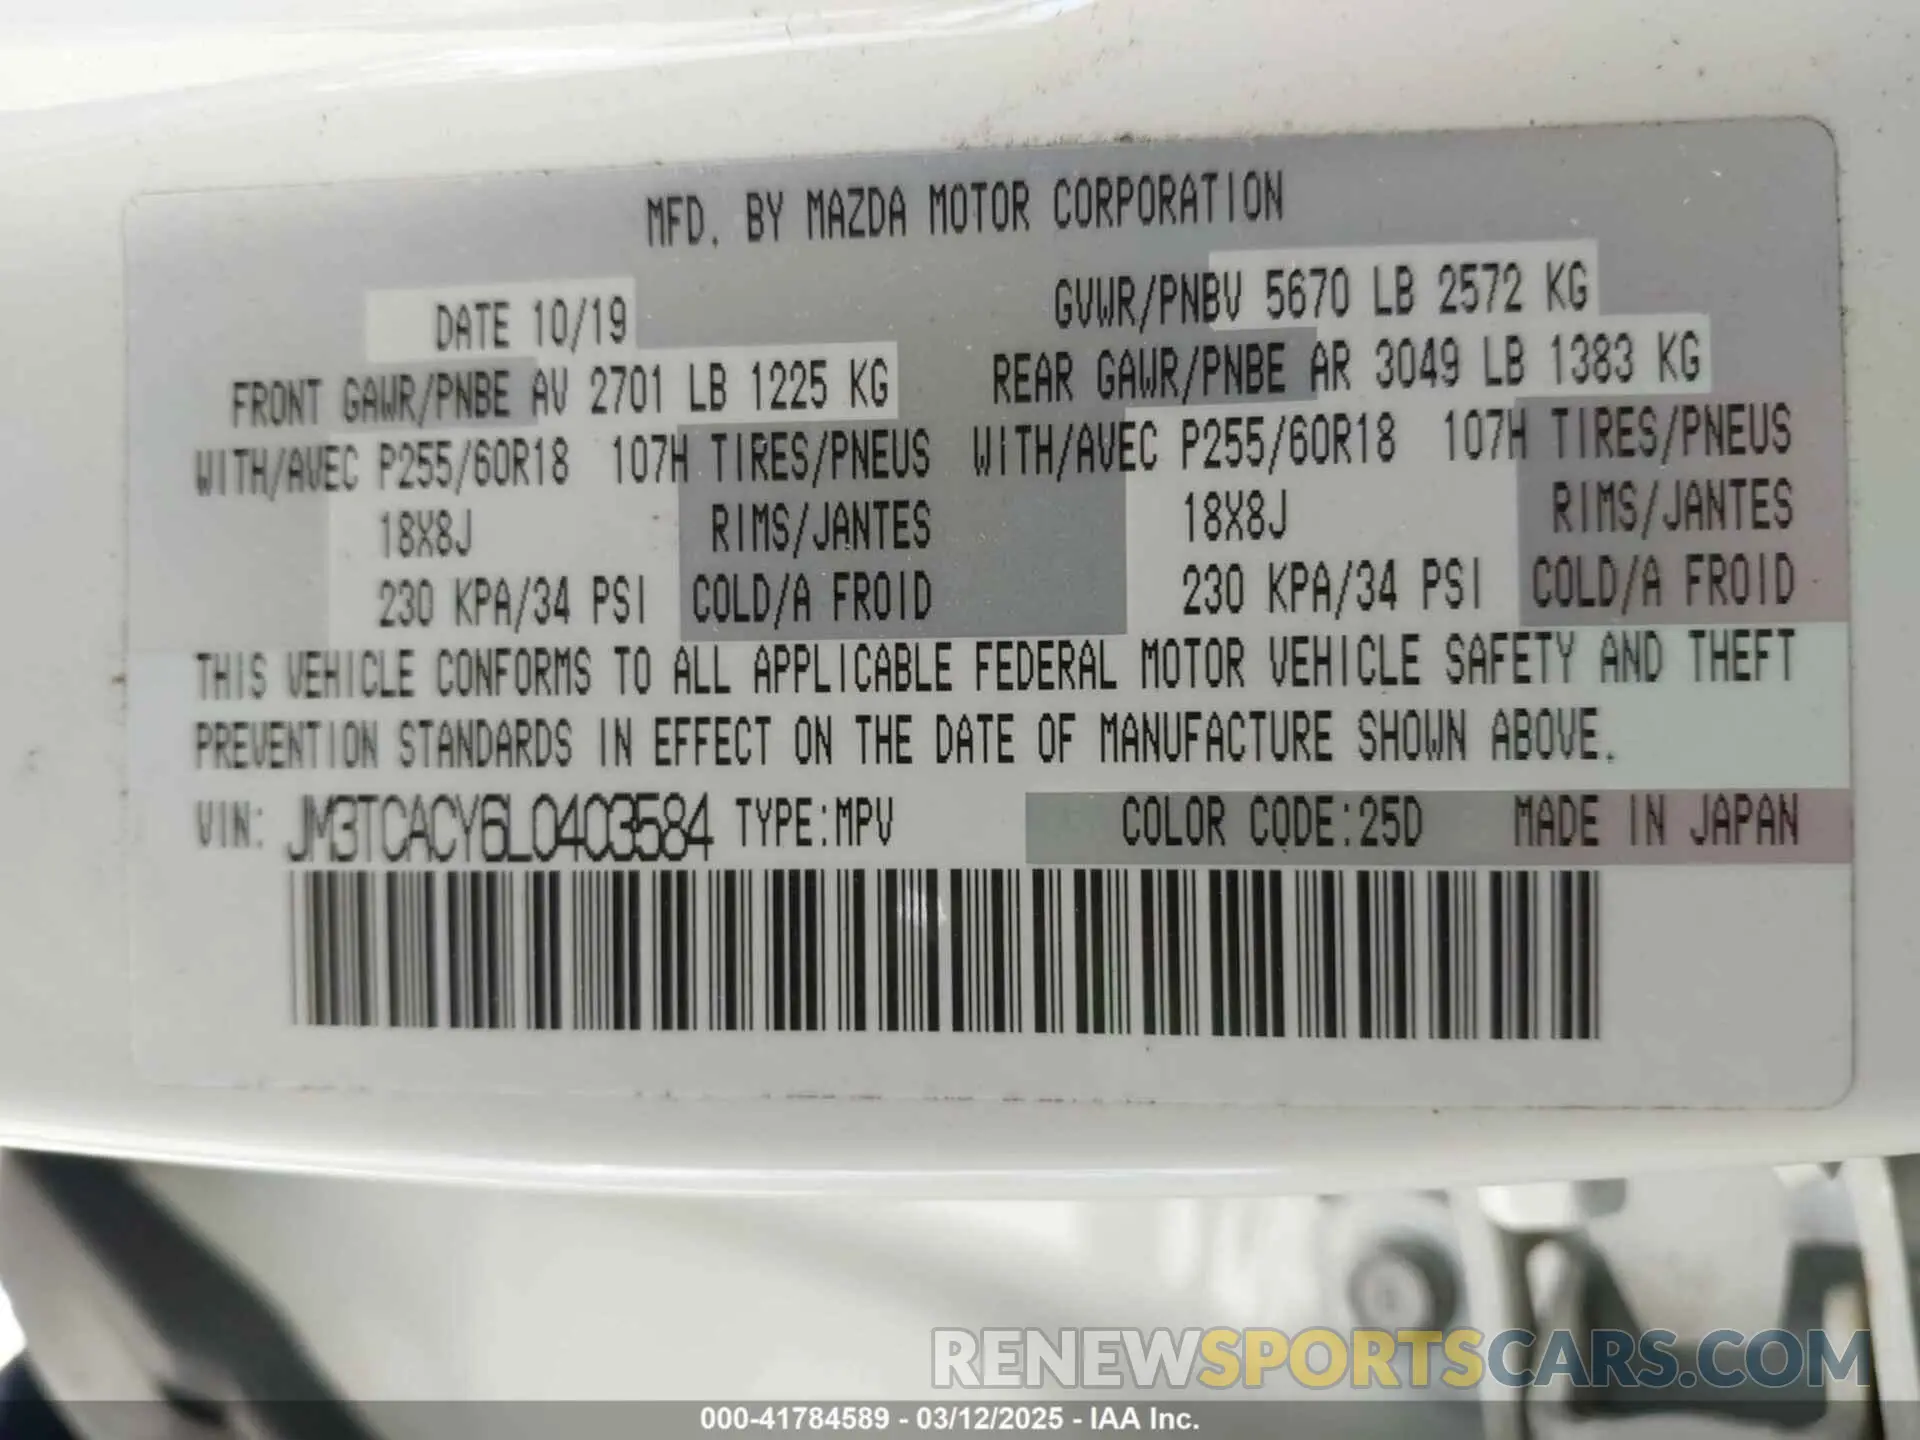 MFD. BY MAZDA MOTOR CORPORATION
DATE 10/19 GVWR/PNBV 5670 LB 2572 KG
FRONT GAWR/PNBE AV 2701 LB 1225 KG REAR GAWR/PNBE AR 3049 LB 1383 KG
WITH/AVEC P255/60R18 107H TIRES/PNEUS WITH/AVEC P255/60R18 107H TIRES/PNEUS
18X8J RIMS/JANTES 18X8J RIMS/JANTES
230 KPA/34 PSI COLD/A FROID 230 KPA/34 PSI COLD/A FROID
THIS VEHICLE CONFORMS TO ALL APPLICABLE FEDERAL MOTOR VEHICLE SAFETY AND THEFT
PREVENTION STANDARDS IN EFFECT ON THE DATE OF MANUFACTURE SHOWN ABOVE.
VIN: JM3TCACY6L0403584 TYPE:MPV COLOR CODE:25D MADE IN JAPAN
RENEWSPORTSCARS.COM
000-41784589 - 03/12/2025 - IAA Inc.